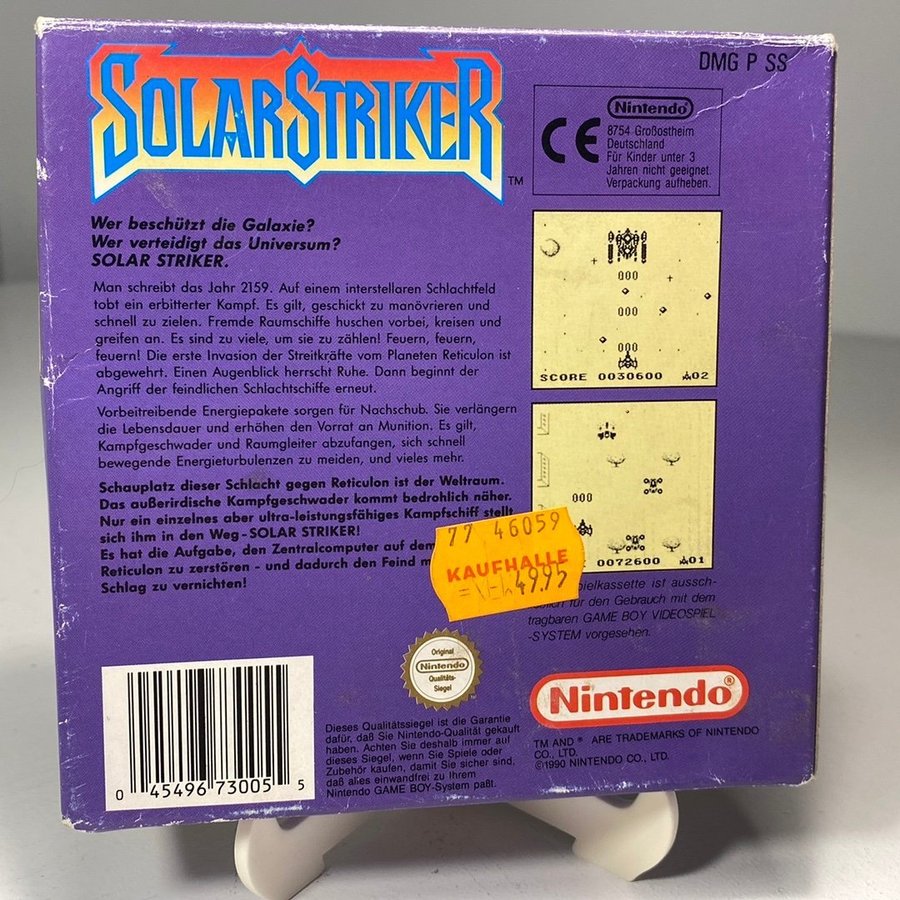 SOLARSTRIKER
TM
DMG P SS
Nintendo
CE
8754 Großostheim
Deutschland
Für Kinder unter 3
Jahren nicht geeignet.
Verpackung aufheben.
Wer beschützt die Galaxie?
Wer verteidigt das Universum?
SOLAR STRIKER.
Man schreibt das Jahr 2159. Auf einem interstellaren Schlachtfeld
tobt ein erbitterter Kampf. Es gilt, geschickt zu manövrieren und
schnell zu zielen. Fremde Raumschiffe huschen vorbei, kreisen und
greifen an. Es sind zu viele, um sie zu zählen! Feuern, feuern,
feuern! Die erste Invasion der Streitkräfte vom Planeten Reticulon ist
abgewehrt. Einen Augenblick herrscht Ruhe. Dann beginnt der
Angriff der feindlichen Schlachtschiffe erneut.
Vorbeitreibende Energiepakete sorgen für Nachschub. Sie verlängern
die Lebensdauer und erhöhen den Vorrat an Munition. Es gilt,
Kampfgeschwader und Raumgleiter abzufangen, sich schnell
bewegende Energieturbulenzen zu meiden, und vieles mehr.
Schauplatz dieser Schlacht gegen Reticulon ist der Weltraum.
Das außerirdische Kampfgeschwader kommt bedrohlich näher.
Nur ein einzelnes aber ultra-leistungsfähiges Kampfschiff stellt
sich ihm in den Weg-SOLAR STRIKER!
Es hat die Aufgabe, den Zentralcomputer auf dem
Reticulon zu zerstören - und dadurch den Feind m
Schlag zu vernichten!
SCORE 0030600 02
0072600 01
77 46059
KAUFHALLE
49.95
ielkassette ist aussch-
für den Gebrauch mit dem
tragbaren GAME BOY VIDEOSPIEL
-SYSTEM vorgesehen.
Original
Nintendo
Qualitäts-
Siegel
Dieses Qualitätssiegel ist die Garantie
dafür, daß Sie Nintendo-Qualität gekauft
haben. Achten Sie deshalb immer auf
dieses Siegel, wenn Sie Spiele oder
Zubehör kaufen, damit Sie sicher sind,
daß alles einwandfrei zu Ihrem
Nintendo GAME BOY-System paßt.
Nintendo®
TM AND ® ARE TRADEMARKS OF NINTENDO
CO., LTD.
©1990 NINTENDO CO., LTD.
0 45496 73005 5